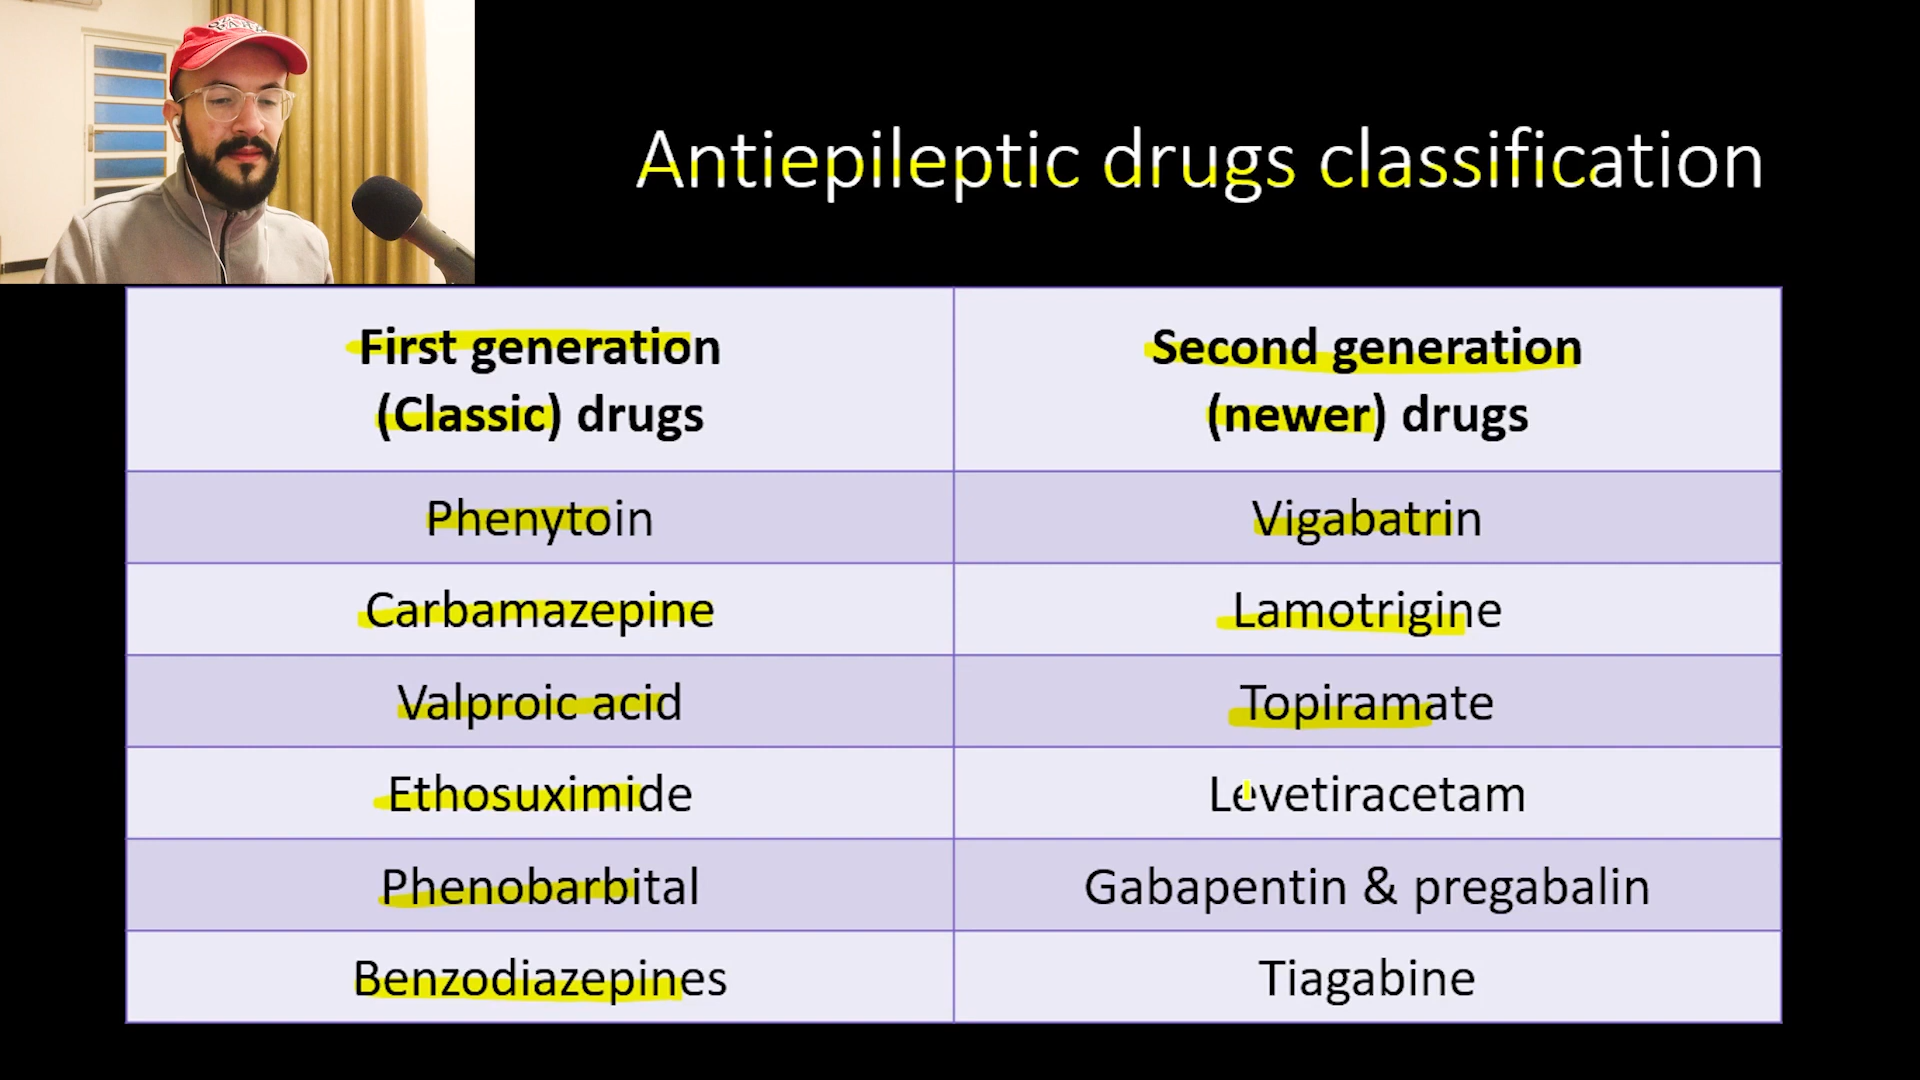 Antiepileptic drugs classification
First generation
(Classic) drugs
Second generation
(newer) drugs
Phenytoin
Vigabatrin
Carbamazepine
Lamotrigine
Valproic acid
Topiramate
Ethosuximide
Levetiracetam
Phenobarbital
Gabapentin & pregabalin
Benzodiazepines
Tiagabine